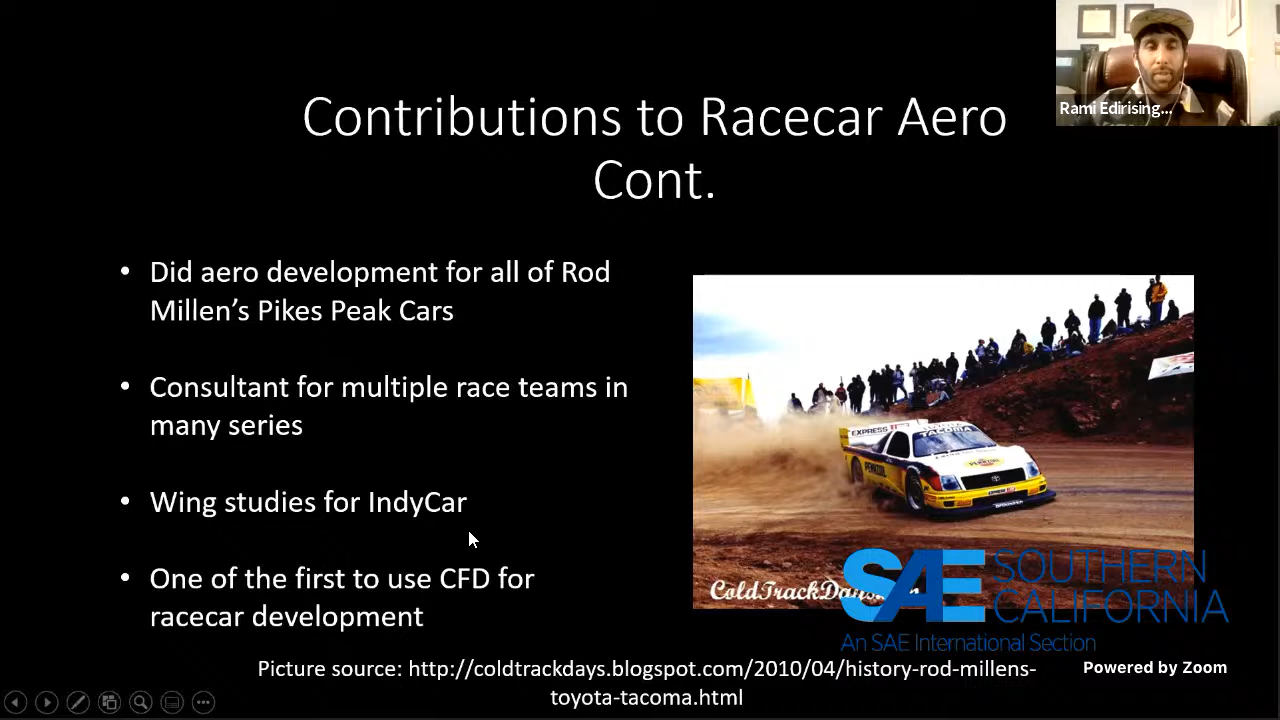 Contributions to Racecar Aero
Cont.
Rami Edirising...
• Did aero development for all of Rod
Millen’s Pikes Peak Cars
• Consultant for multiple race teams in
many series
• Wing studies for IndyCar
• One of the first to use CFD for
racecar development
EXPRESS
TACOMA
PENNZOIL
SAE SOUTHERN
CALIFORNIA
An SAE International Section
Picture source: http://coldtrackdays.blogspot.com/2010/04/history-rod-millens-
toyota-tacoma.html
Powered by Zoom